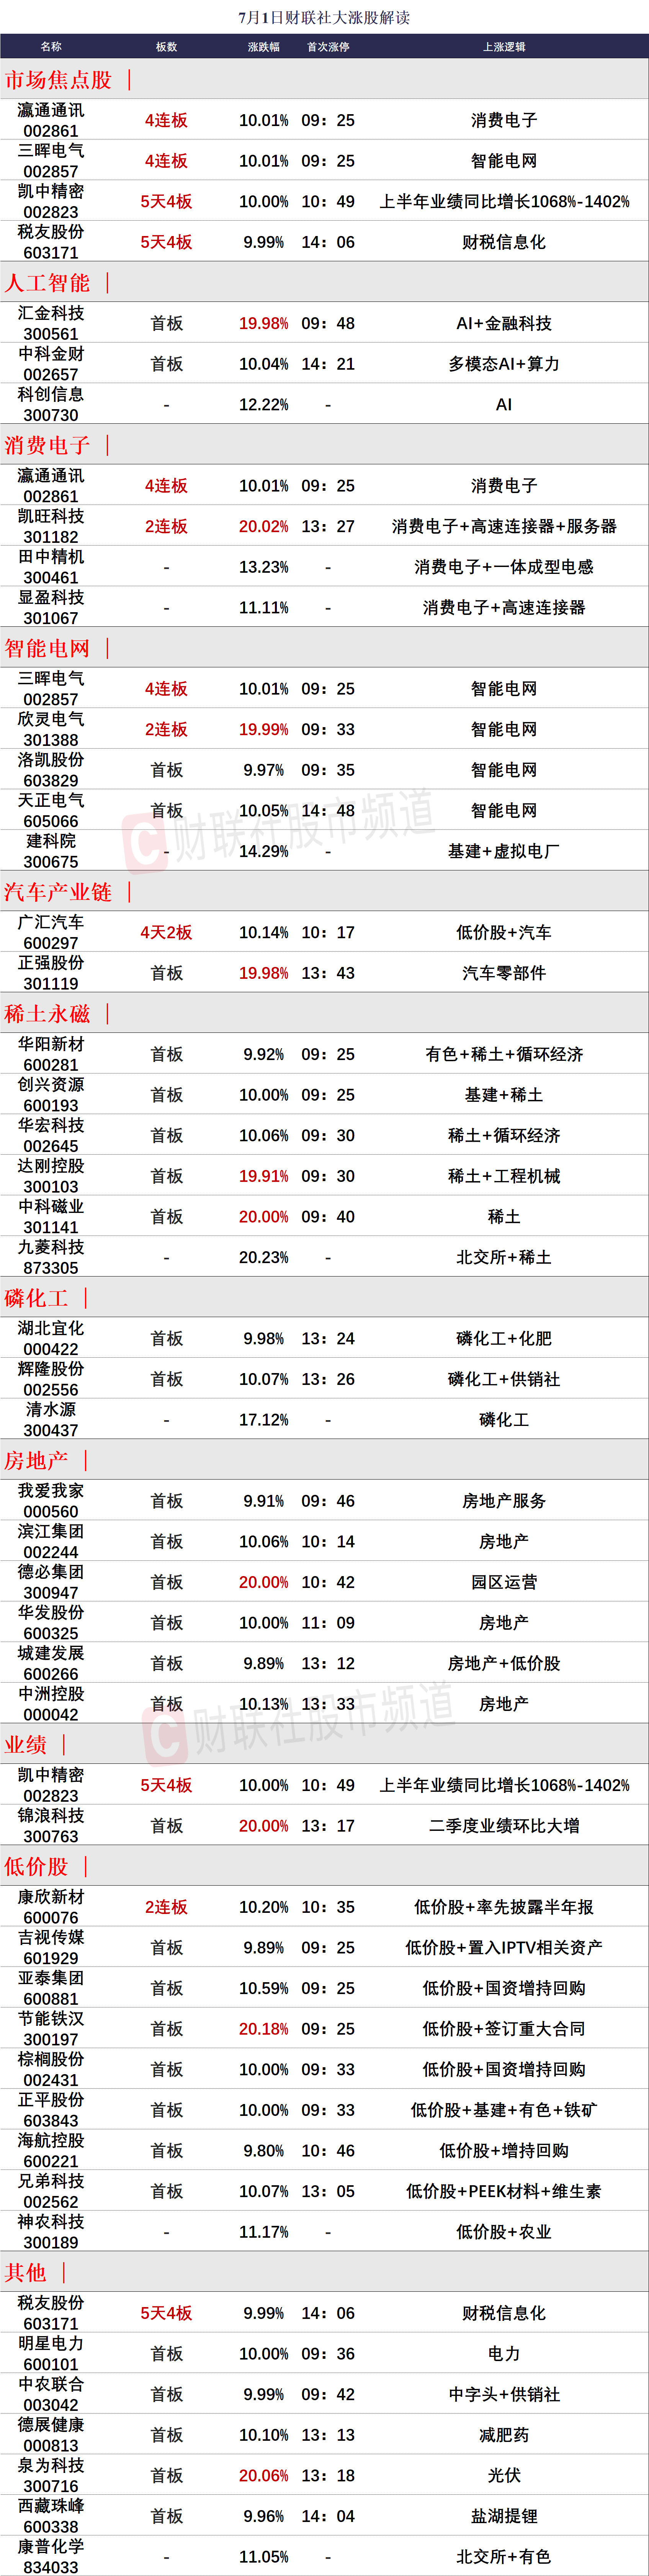 7月1日财联社大涨股解读
名称 板数 涨跌幅 首次涨停 上涨逻辑
市场焦点股 |
瀛通通讯 002861 4连板 10.01% 09：25 消费电子
三晖电气 002857 4连板 10.01% 09：25 智能电网
凯中精密 002823 5天4板 10.00% 10：49 上半年业绩同比增长1068%-1402%
税友股份 603171 5天4板 9.99% 14：06 财税信息化
人工智能 |
汇金科技 300561 首板 19.98% 09：48 AI+金融科技
中科金财 002657 首板 10.04% 14：21 多模态AI+算力
科创信息 300730 - 12.22% - AI
消费电子 |
瀛通通讯 002861 4连板 10.01% 09：25 消费电子
凯旺科技 301182 2连板 20.02% 13：27 消费电子+高速连接器+服务器
田中精机 300461 - 13.23% - 消费电子+一体成型电感
显盈科技 301067 - 11.11% - 消费电子+高速连接器
智能电网 |
三晖电气 002857 4连板 10.01% 09：25 智能电网
欣灵电气 301388 2连板 19.99% 09：33 智能电网
洛凯股份 603829 首板 9.97% 09：35 智能电网
天正电气 605066 首板 10.05% 14：48 智能电网
财联社股市频道
建科院 300675 - 14.29% - 基建+虚拟电厂
汽车产业链 |
广汇汽车 600297 4天2板 10.14% 10：17 低价股+汽车
正强股份 301119 首板 19.98% 13：43 汽车零部件
稀土永磁 |
华阳新材 600281 首板 9.92% 09：25 有色+稀土+循环经济
创兴资源 600193 首板 10.00% 09：25 基建+稀土
华宏科技 002645 首板 10.06% 09：30 稀土+循环经济
达刚控股 300103 首板 19.91% 09：30 稀土+工程机械
中科磁业 301141 首板 20.00% 09：40 稀土
九菱科技 873305 - 20.23% - 北交所+稀土
磷化工 |
湖北宜化 000422 首板 9.98% 13：24 磷化工+化肥
辉隆股份 002556 首板 10.07% 13：26 磷化工+供销社
清水源 300437 - 17.12% - 磷化工
房地产 |
我爱我家 000560 首板 9.91% 09：46 房地产服务
滨江集团 002244 首板 10.06% 10：14 房地产
德必集团 300947 首板 20.00% 10：42 园区运营
华发股份 600325 首板 10.00% 11：09 房地产
城建发展 600266 首板 9.89% 13：12 房地产+低价股
中洲控股 000042 首板 10.13% 13：33 房地产
财联社股市频道
业绩 |
凯中精密 002823 5天4板 10.00% 10：49 上半年业绩同比增长1068%-1402%
锦浪科技 300763 首板 20.00% 13：17 二季度业绩环比大增
低价股 |
康欣新材 600076 2连板 10.20% 10：35 低价股+率先披露半年报
吉视传媒 601929 首板 9.89% 09：25 低价股+置入IPTV相关资产
亚泰集团 600881 首板 10.59% 09：25 低价股+国资增持回购
节能铁汉 300197 首板 20.18% 09：25 低价股+签订重大合同
棕榈股份 002431 首板 10.00% 09：33 低价股+国资增持回购
正平股份 603843 首板 10.00% 09：33 低价股+基建+有色+铁矿
海航控股 600221 首板 9.80% 10：46 低价股+增持回购
兄弟科技 002562 首板 10.07% 13：05 低价股+PEEK材料+维生素
神农科技 300189 - 11.17% - 低价股+农业
其他 |
税友股份 603171 5天4板 9.99% 14：06 财税信息化
明星电力 600101 首板 10.00% 09：36 电力
中农联合 003042 首板 9.99% 09：42 中字头+供销社
德展健康 000813 首板 10.10% 13：13 减肥药
泉为科技 300716 首板 20.06% 13：18 光伏
西藏珠峰 600338 首板 9.96% 14：04 盐湖提锂
康普化学 834033 - 11.05% - 北交所+有色